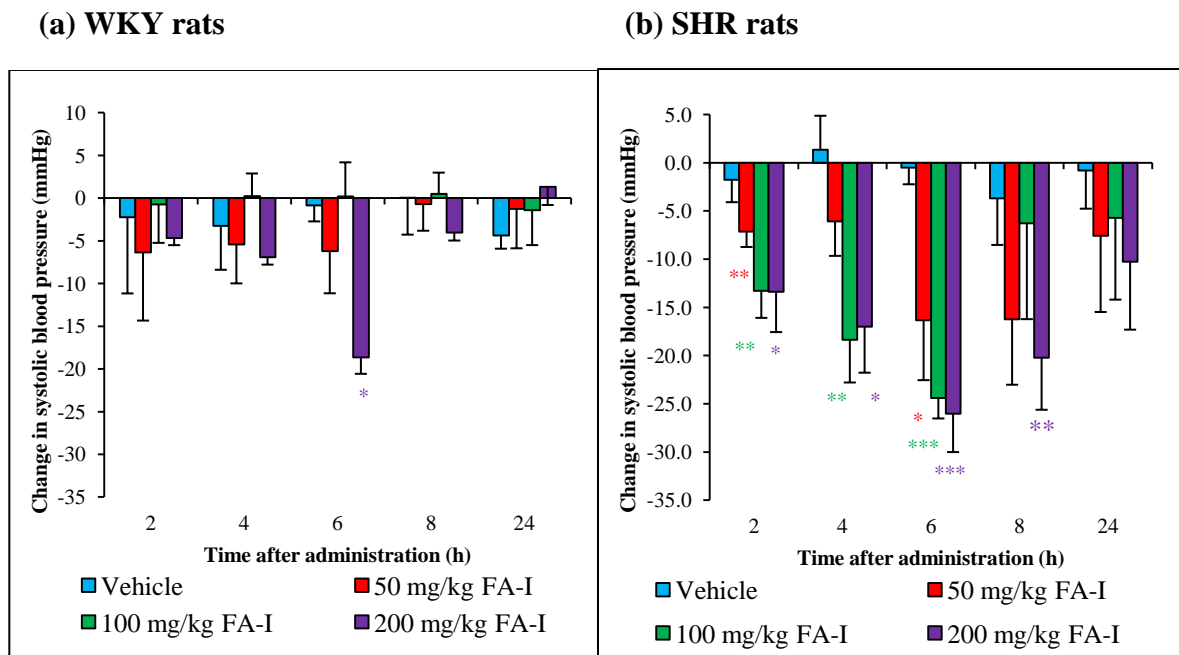 (a) WKY rats
(b) SHR rats
Change in systolic blood pressure (mmHg)
10
5
0
-5
-10
-15
-20
-25
-30
-35
*
2 4 6 8 24
Time after administration (h)
Vehicle 50 mg/kg FA-I
100 mg/kg FA-I 200 mg/kg FA-I
Change in systolic blood pressure (mmHg)
5.0
0.0
-5.0
-10.0
-15.0
-20.0
-25.0
-30.0
-35.0
**
** *
** *
*
***
***
**
2 4 6 8 24
Time after administration (h)
Vehicle 50 mg/kg FA-I
100 mg/kg FA-I 200 mg/kg FA-I